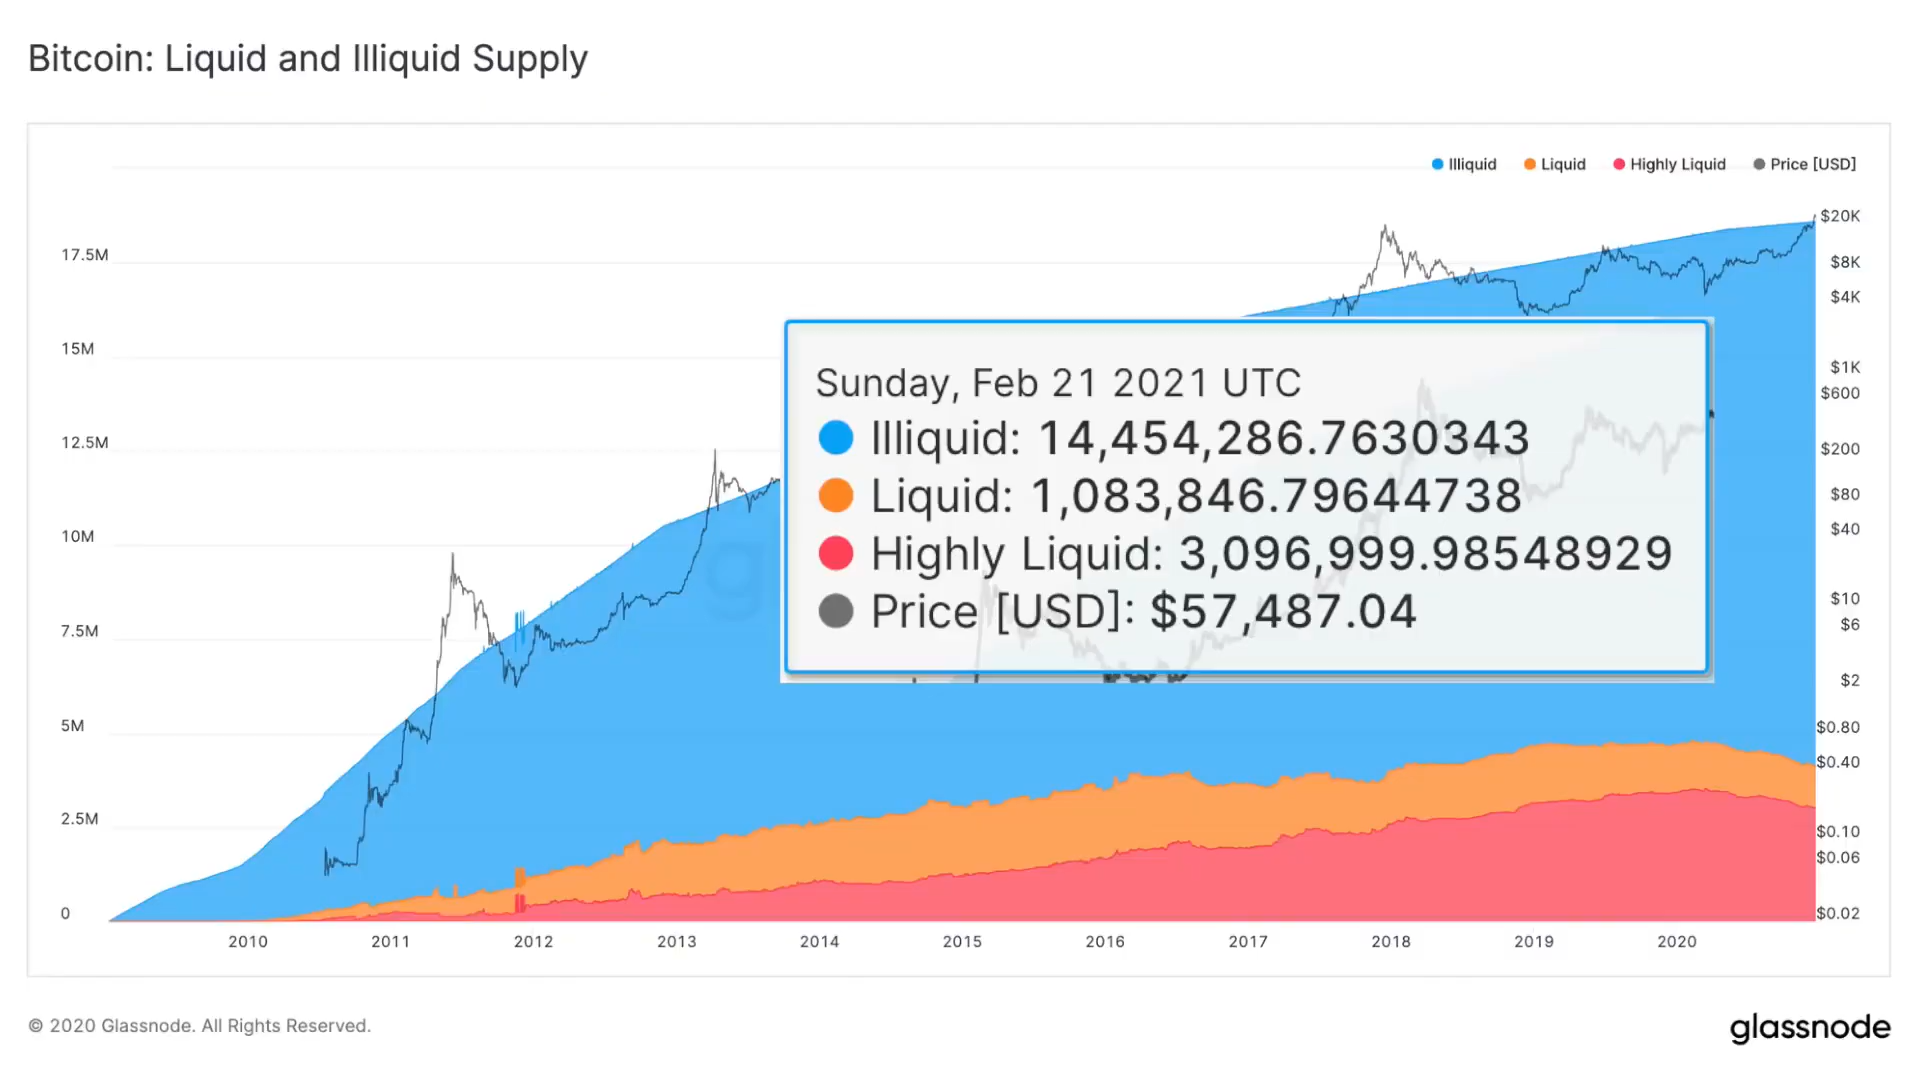 Bitcoin: Liquid and Illiquid Supply
Illiquid Liquid Highly Liquid Price [USD]
17.5M
15M
12.5M
10M
7.5M
5M
2.5M
0
$20K
$8K
$4K
$1K
$600
$200
$80
$40
$10
$6
$2
$0.80
$0.40
$0.10
$0.06
$0.02
Sunday, Feb 21 2021 UTC
Illiquid: 14,454,286.7630343
Liquid: 1,083,846.79644738
Highly Liquid: 3,096,999.98548929
Price [USD]: $57,487.04
2010 2011 2012 2013 2014 2015 2016 2017 2018 2019 2020
© 2020 Glassnode. All Rights Reserved.
glassnode